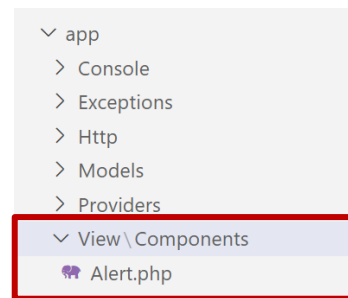 app
Console
Exceptions
Http
Models
Providers
View\Components
Alert.php